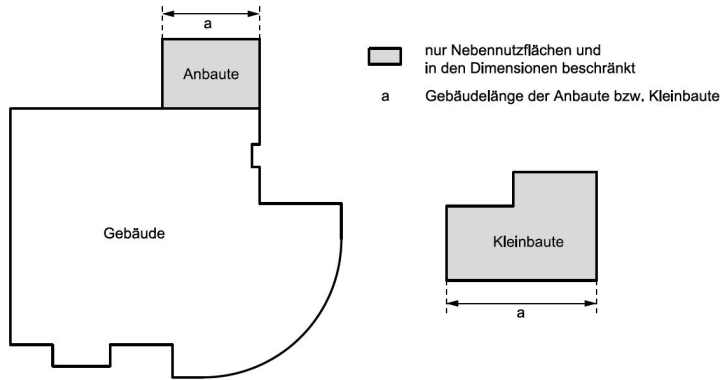 a
Anbaute
nur Nebennutzflächen und
in den Dimensionen beschränkt
a Gebäudelänge der Anbaute bzw. Kleinbaute
Gebäude
Kleinbaute
a